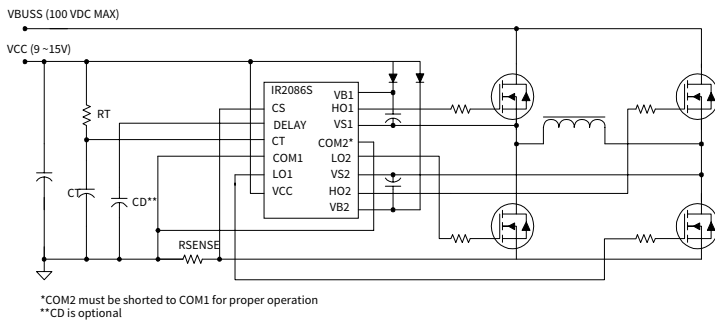 VBUSS (100 VDC MAX)
VCC (9 ~15V)
IR2086S
CS
DELAY
CT
COM1
LO1
VCC
VB1
HO1
VS1
COM2*
LO2
VS2
HO2
VB2
RT
CT
CD**
RSENSE
*COM2 must be shorted to COM1 for proper operation
**CD is optional